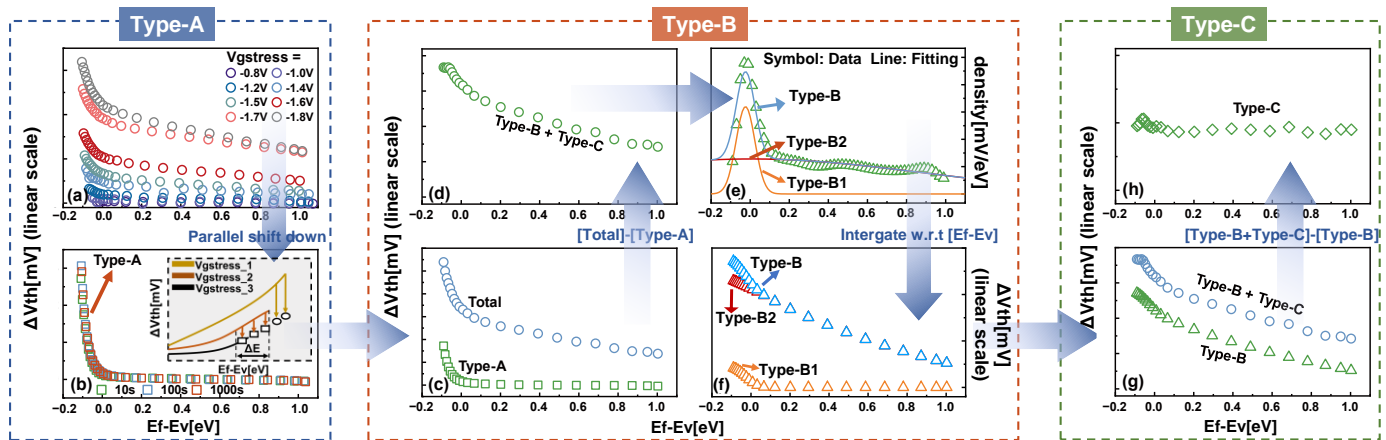 Type-A
Type-B
Type-C
Vgstress =
-0.8V -1.0V
-1.2V -1.4V
-1.5V -1.6V
-1.7V -1.8V
(a)
-0.2 0.0 0.2 0.4 0.6 0.8 1.0
ΔVth[mV] (linear scale)
Parallel shift down
Type-A
Vgstress_1
Vgstress_2
Vgstress_3
ΔVth[mV]
ΔE
Ef-Ev[eV]
(b)
10s 100s 1000s
-0.2 0.0 0.2 0.4 0.6 0.8 1.0
Ef-Ev[eV]
Type-B + Type-C
(d)
-0.2 0.0 0.2 0.4 0.6 0.8 1.0
ΔVth[mV] (linear scale)
[Total]-[Type-A]
Total
Type-A
(c)
-0.2 0.0 0.2 0.4 0.6 0.8 1.0
Ef-Ev[eV]
Symbol: Data Line: Fitting
Type-B
Type-B2
Type-B1
(e)
density[mV/eV]
-0.2 0.0 0.2 0.4 0.6 0.8 1.0
Intergate w.r.t [Ef-Ev]
Type-B
Type-B2
Type-B1
(f)
ΔVth[mV]
(linear scale)
-0.2 0.0 0.2 0.4 0.6 0.8 1.0
Ef-Ev[eV]
Type-C
(h)
-0.2 0.0 0.2 0.4 0.6 0.8 1.0
ΔVth[mV] (linear scale)
[Type-B+Type-C]-[Type-B]
Type-B + Type-C
Type-B
(g)
-0.2 0.0 0.2 0.4 0.6 0.8 1.0
Ef-Ev[eV]